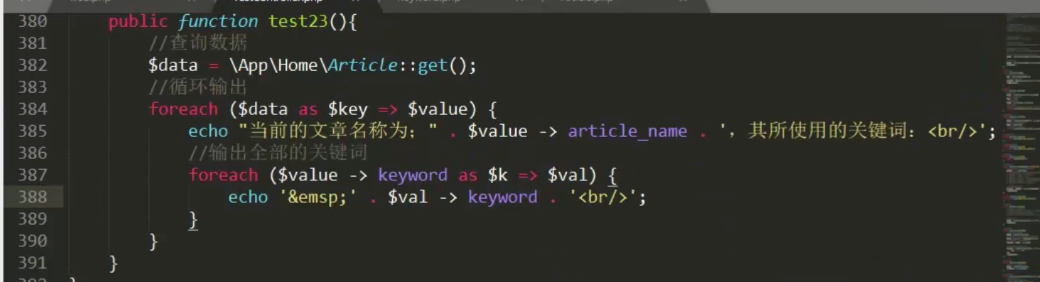 380 public function test23(){
381 //查询数据
382 $data = \App\Home\Article::get();
383 //循环输出
384 foreach ($data as $key => $value) {
385 echo "当前的文章名称为：" . $value -> article_name . '，其所使用的关键词：<br/>';
386 //输出全部的关键词
387 foreach ($value -> keyword as $k => $val) {
388 echo '&emsp;' . $val -> keyword . '<br/>';
389 }
390 }
391 }